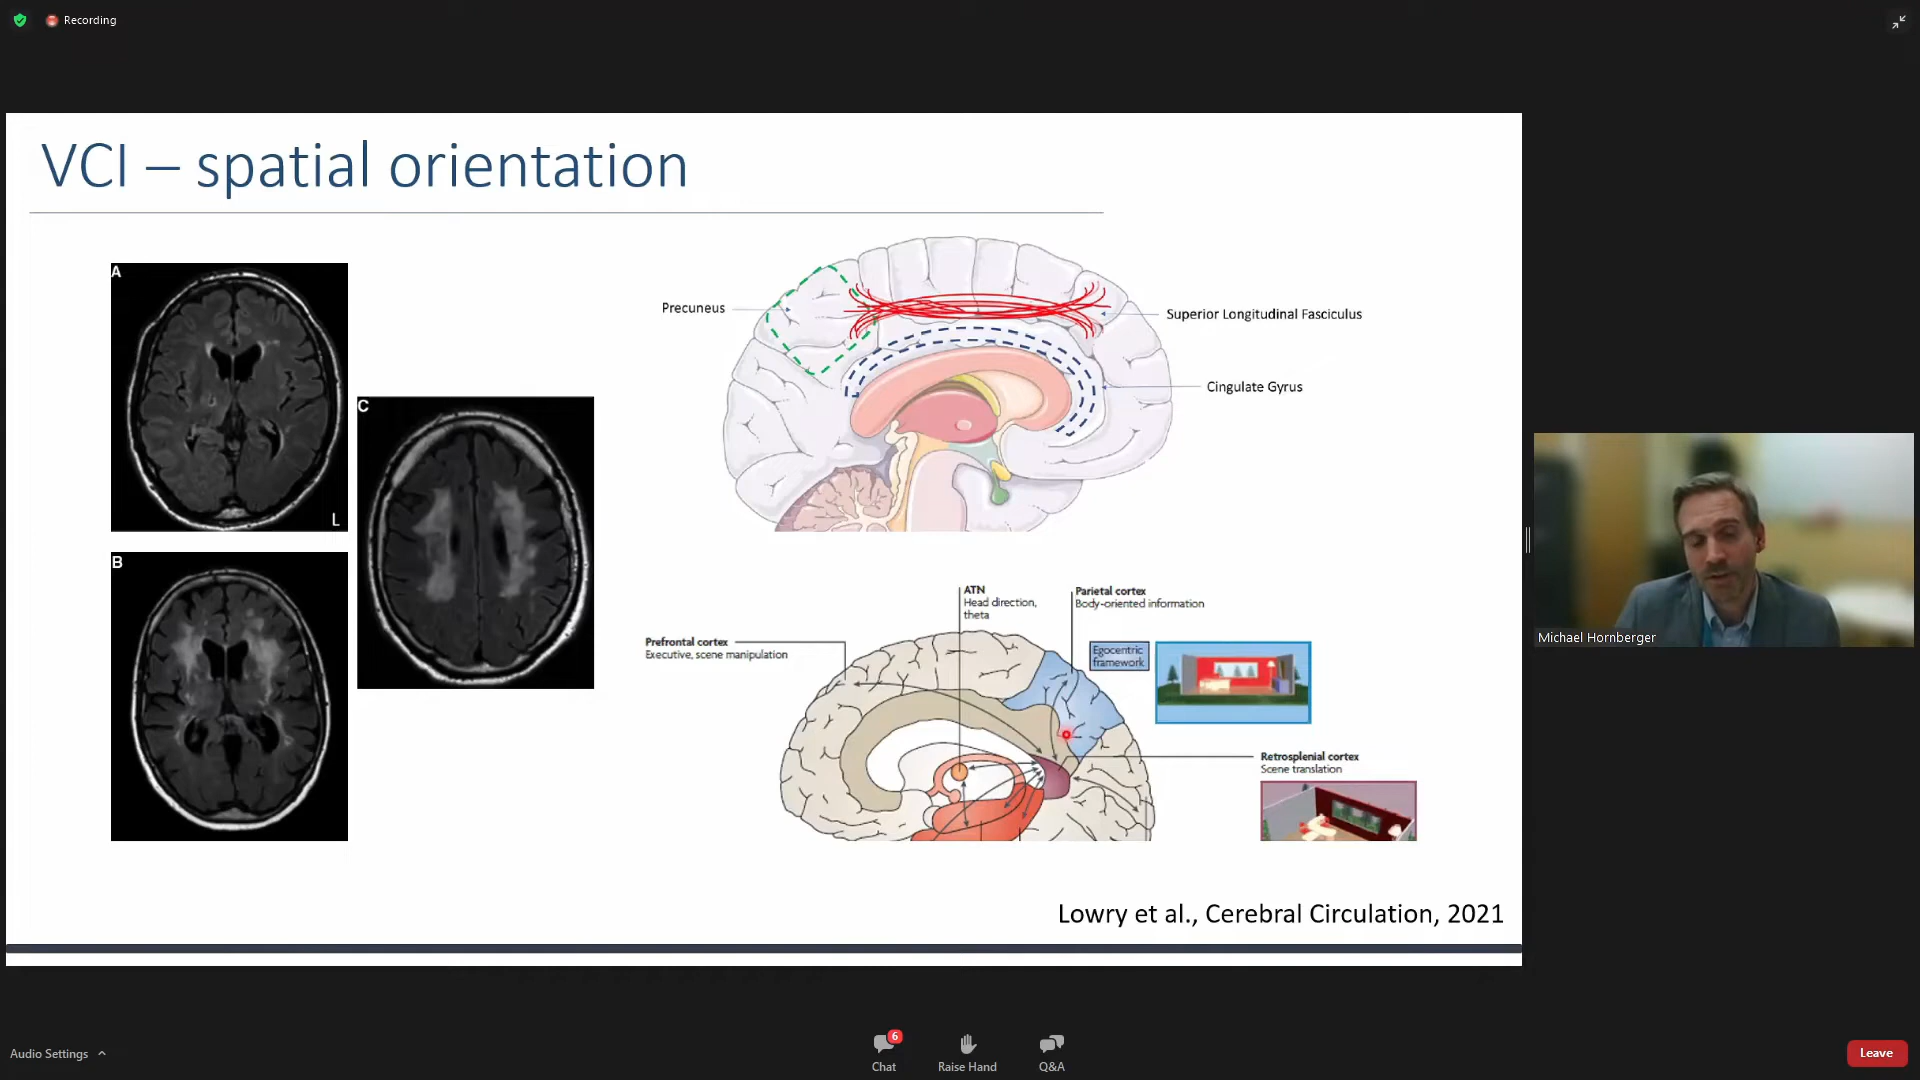 Recording
VCI – spatial orientation
A
L
B
C
Precuneus
Superior Longitudinal Fasciculus
Cingulate Gyrus
ATN
Head direction,
theta
Parietal cortex
Body-oriented information
Prefrontal cortex
Executive, scene manipulation
Egocentric
framework
Retrosplenial cortex
Scene translation
Lowry et al., Cerebral Circulation, 2021
Michael Hornberger
Audio Settings
6
Chat
Raise Hand
Q&A
Leave